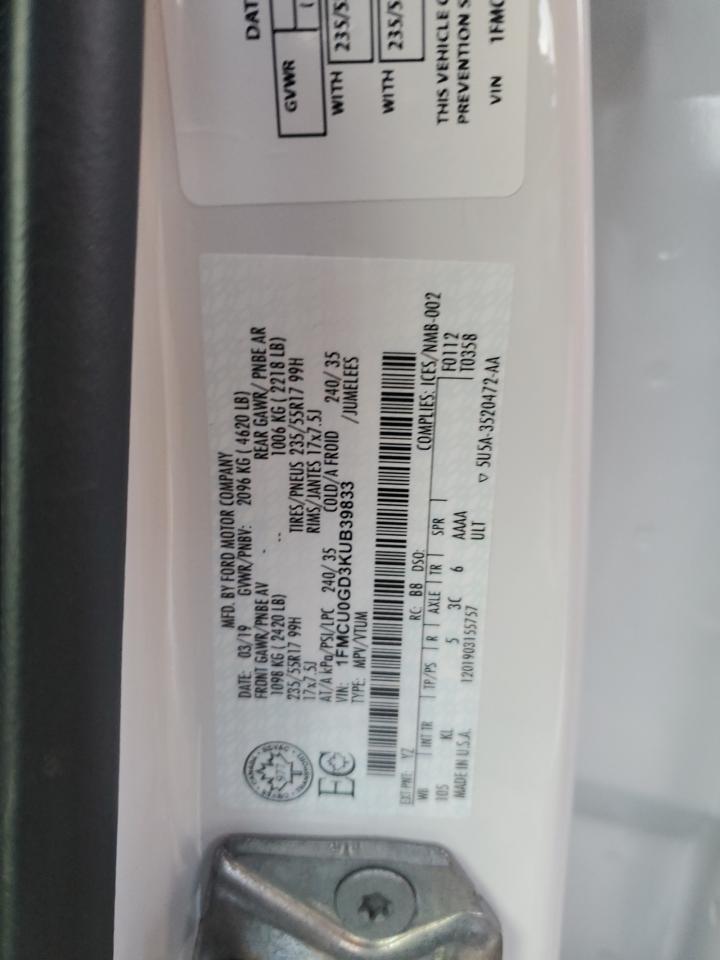 MFD. BY FORD MOTOR COMPANY
DATE: 03/19 GVWR/PNBV: 2096 KG ( 4620 LB)
FRONT GAWR/PNBE AV REAR GAWR/ PNBE AR
1098 KG ( 2420 LB) 1006 KG ( 2218 LB)
235/55R17 99H TIRES/PNEUS 235/55R17 99H
17x7.5J RIMS/JANTES 17x7.5J
AT/A kPa/PSI/LPC 240/ 35 COLD/A FROID 240/ 35
VIN: 1FMCU0GD3KUB39833 /JUMELEES
TYPE: MPV/VTUM
EXT PNT: YZ RC: B8 DSO: COMPLIES: ICES/NMB-002
WB INT TR TP/PS R AXLE TR SPR F0112
105 KL 5 3C 6 AAAA T0358
MADE IN U.S.A. 1201903155757 ULT ▽ 5U5A-3520472-AA
CANADA
977
EC
DAT
GVWR
WITH 235/55
WITH 235/5
THIS VEHICLE C
PREVENTION S
VIN 1FMC